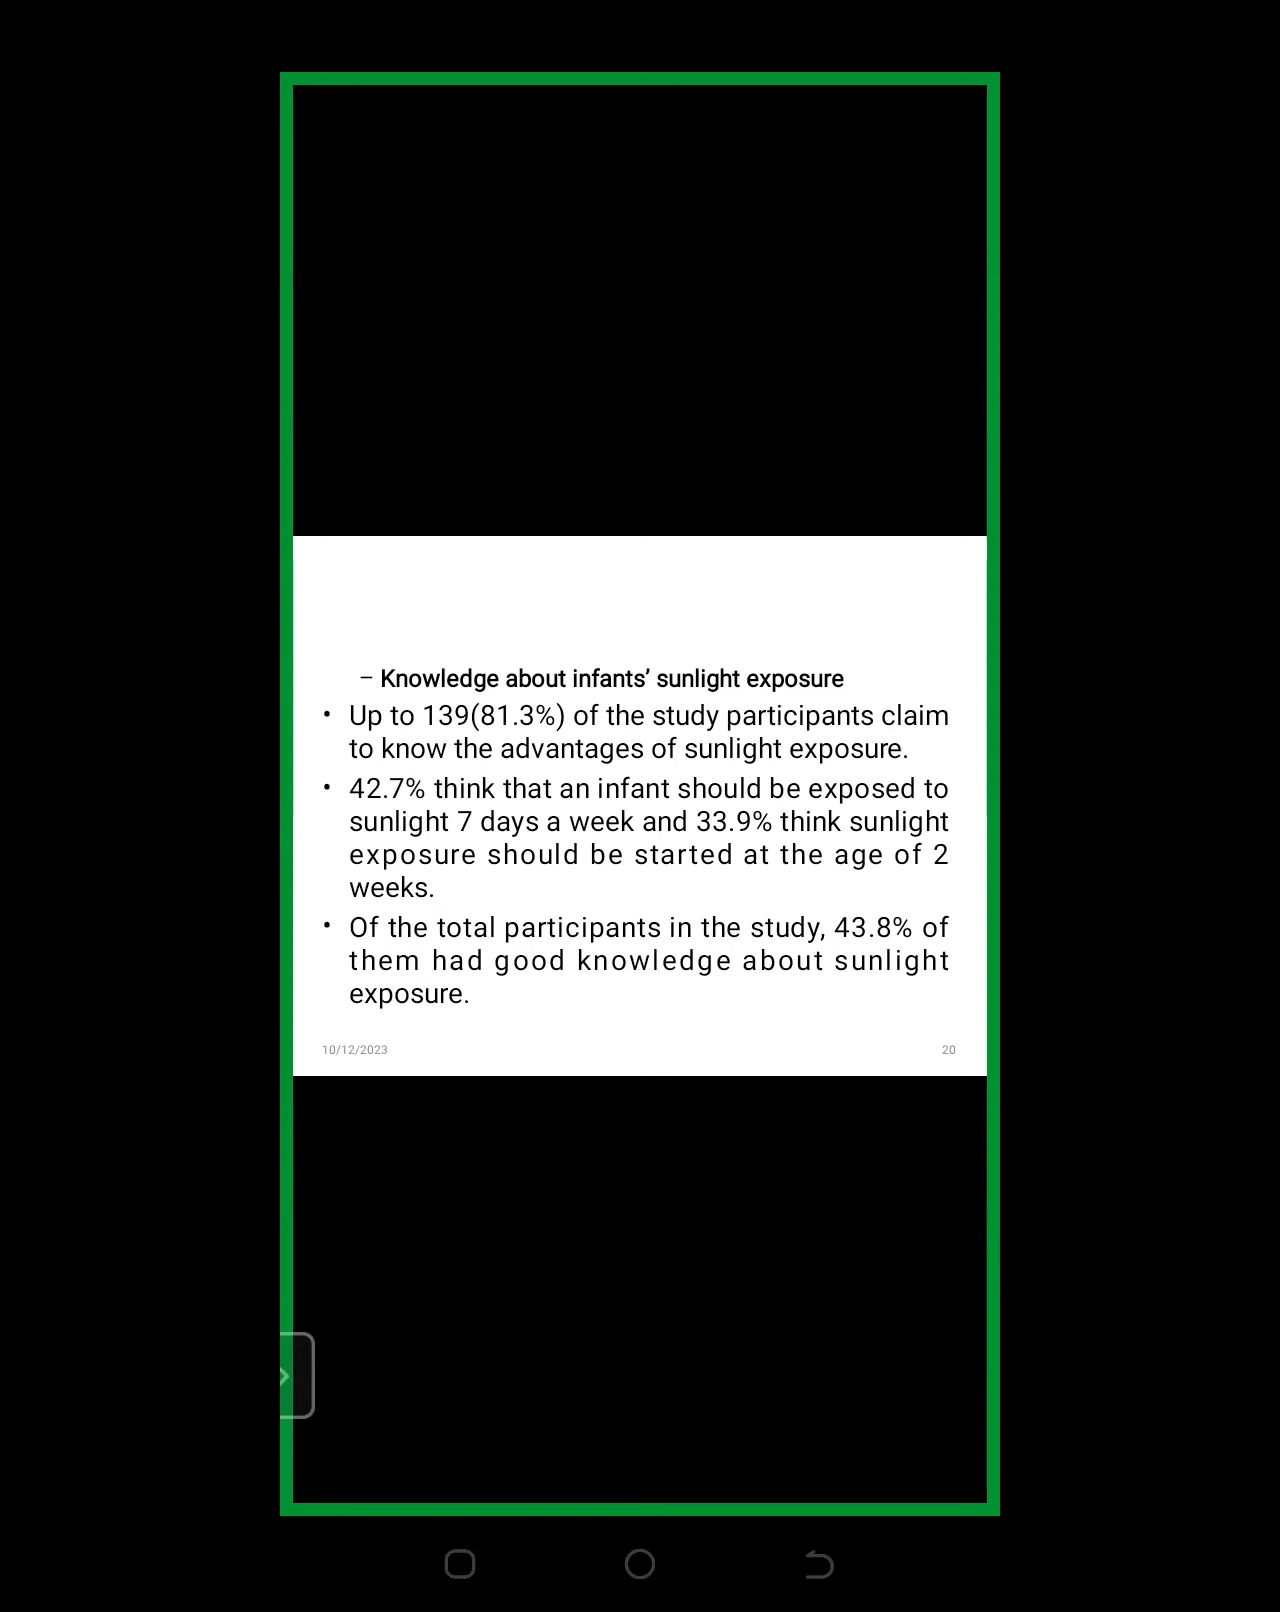 – Knowledge about infants’ sunlight exposure
• Up to 139(81.3%) of the study participants claim
to know the advantages of sunlight exposure.
• 42.7% think that an infant should be exposed to
sunlight 7 days a week and 33.9% think sunlight
exposure should be started at the age of 2
weeks.
• Of the total participants in the study, 43.8% of
them had good knowledge about sunlight
exposure.
10/12/2023 20